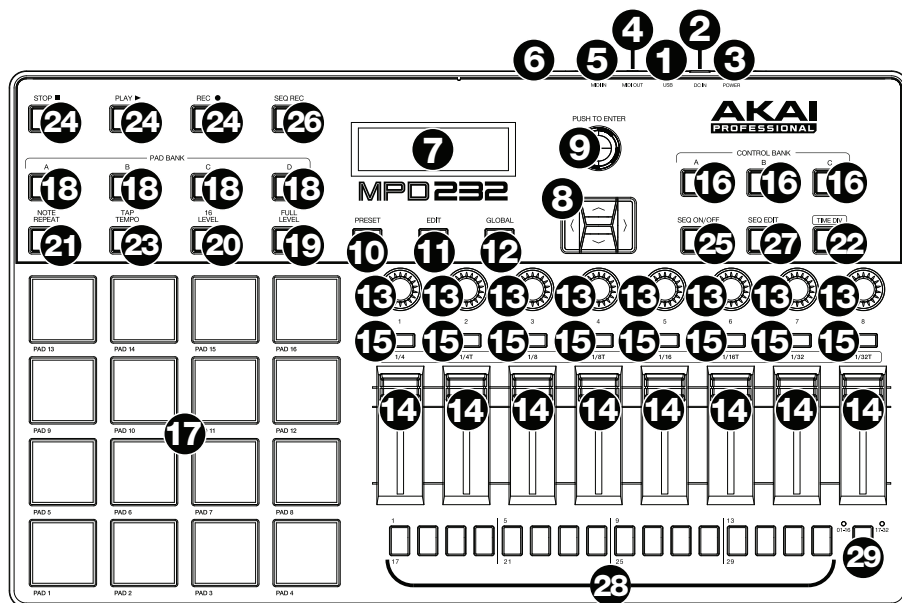 6 5 4 1 2 3
MIDI IN MIDI OUT USB DC IN POWER
STOP ■ PLAY ▶ REC ● SEQ REC
24 24 24 26
PUSH TO ENTER
9
AKAI
PROFESSIONAL
7
MPD232
PAD BANK
A B C D
18 18 18 18
CONTROL BANK
A B C
16 16 16
8
NOTE REPEAT TAP TEMPO 16 LEVEL FULL LEVEL
21 23 20 19
PRESET EDIT GLOBAL
10 11 12
SEQ ON/OFF SEQ EDIT TIME DIV
25 27 22
13 13 13 13 13 13 13 13
1 2 3 4 5 6 7 8
15 15 15 15 15 15 15 15
1/4 1/4T 1/8 1/8T 1/16 1/16T 1/32 1/32T
14 14 14 14 14 14 14 14
PAD 13 PAD 14 PAD 15 PAD 16
17
PAD 9 PAD 10 PAD 11 PAD 12
PAD 5 PAD 6 PAD 7 PAD 8
PAD 1 PAD 2 PAD 3 PAD 4
1 5 9 13
17 21 25 29
01-16 17-32
28
29